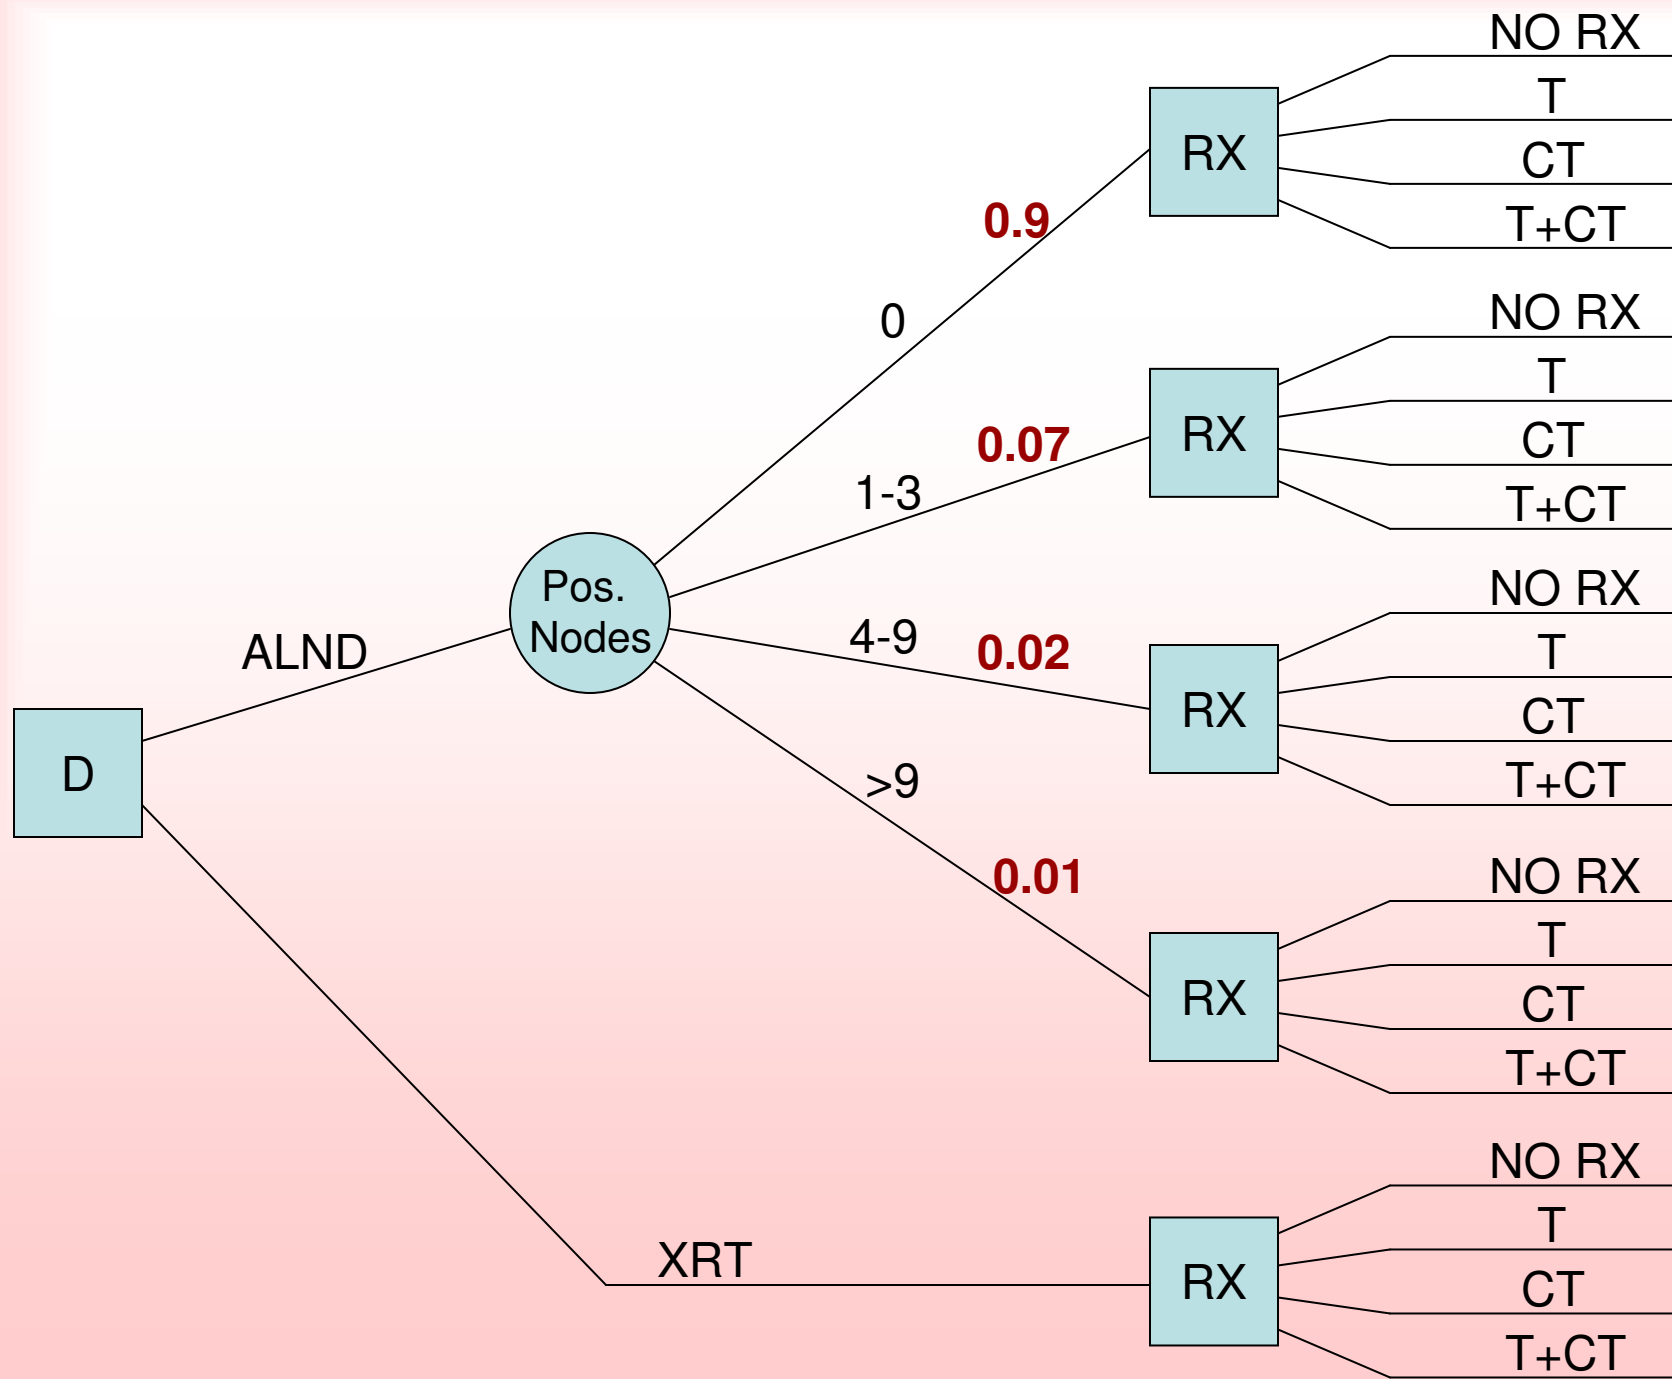 NO RX
T
RX
CT
0.9
T+CT
0
NO RX
T
0.07
RX
CT
1-3
T+CT
Pos.
Nodes
NO RX
ALND
4-9
0.02
T
RX
CT
D
>9
T+CT
0.01
NO RX
T
RX
CT
T+CT
NO RX
XRT
T
RX
CT
T+CT